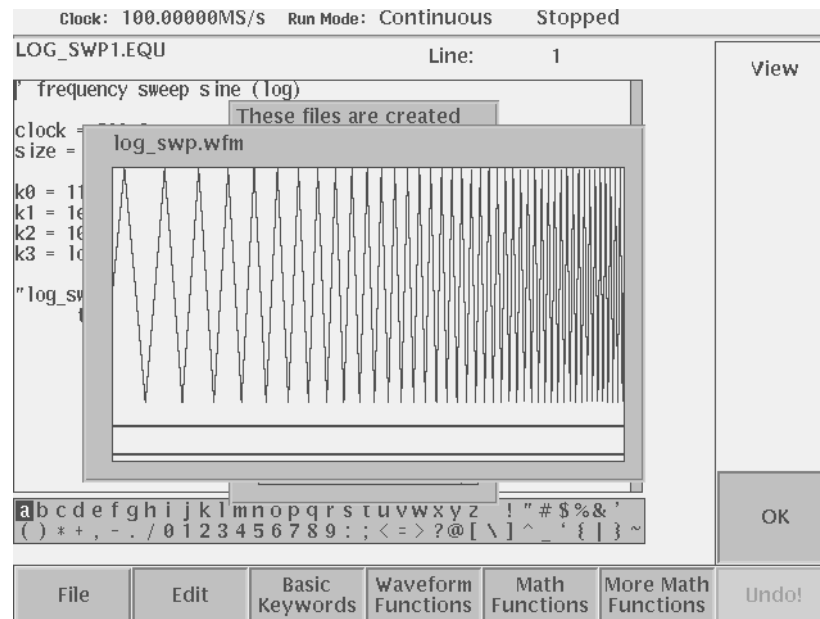 Clock: 100.00000MS/s Run Mode: Continuous Stopped
LOG_SWP1.EQU Line: 1
View
' frequency sweep sine (log)
These files are created
clock =
size =
log_swp.wfm
k0 = 11
k1 = 1e
k2 = 10
k3 = lo
"log_sw
a b c d e f g h i j k l m n o p q r s t u v w x y z ! " # $ % & '
( ) * + , - . / 0 1 2 3 4 5 6 7 8 9 : ; < = > ? @ [ \ ] ^ _ ` { | } ~
OK
File Edit Basic Keywords Waveform Functions Math Functions More Math Functions Undo!